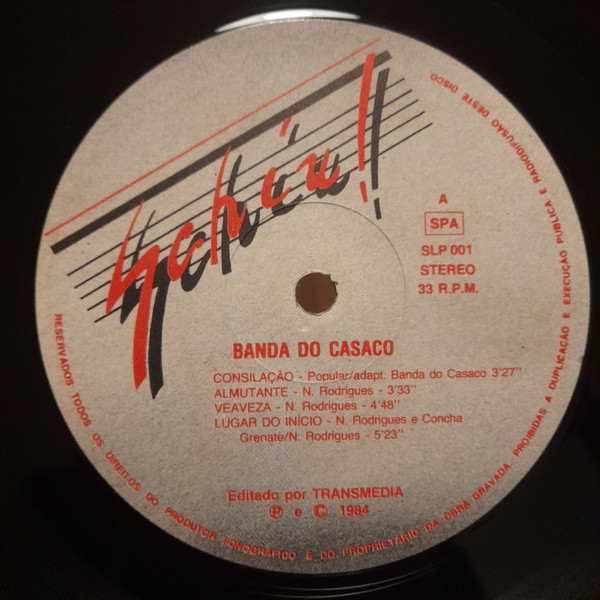 Schiu!
A
SPA
SLP 001
STEREO
33 R.P.M.
BANDA DO CASACO
CONSILAÇÃO - Popular/adapt. Banda do Casaco 3'27''
ALMUTANTE - N. Rodrigues - 3'33''
VEAVEZA - N. Rodrigues - 4'48''
LUGAR DO INÍCIO - N. Rodrigues e Concha
Grenate/N. Rodrigues - 5'23''
Editado por TRANSMEDIA
Ⓟ e © 1984
RESERVADOS TODOS OS DIREITOS DO PRODUTOR FONOGRÁFICO E DO PROPRIETÁRIO DA OBRA GRAVADA. PROIBIDAS A DUPLICAÇÃO E EXECUÇÃO PÚBLICA E RADIODIFUSÃO DESTE DISCO